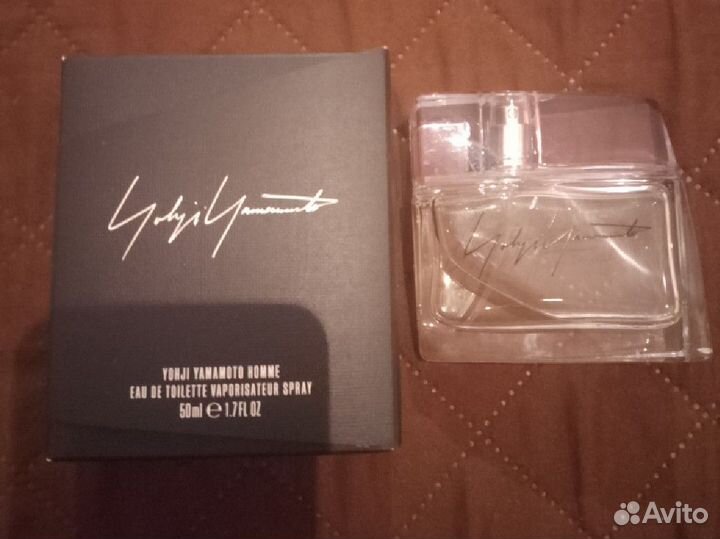 Yohji Yamamoto
YOHJI YAMAMOTO HOMME
EAU DE TOILETTE VAPORISATEUR SPRAY
50ml e 1.7FL OZ
Yohji Yamamoto
Avito